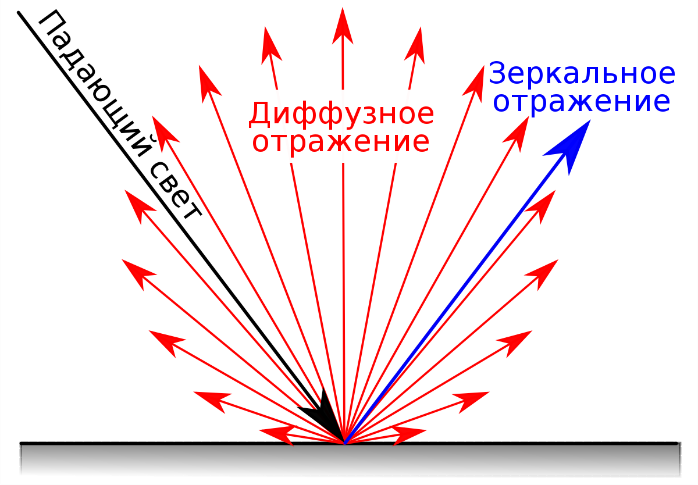 Падающий свет
Диффузное
отражение
Зеркальное
отражение